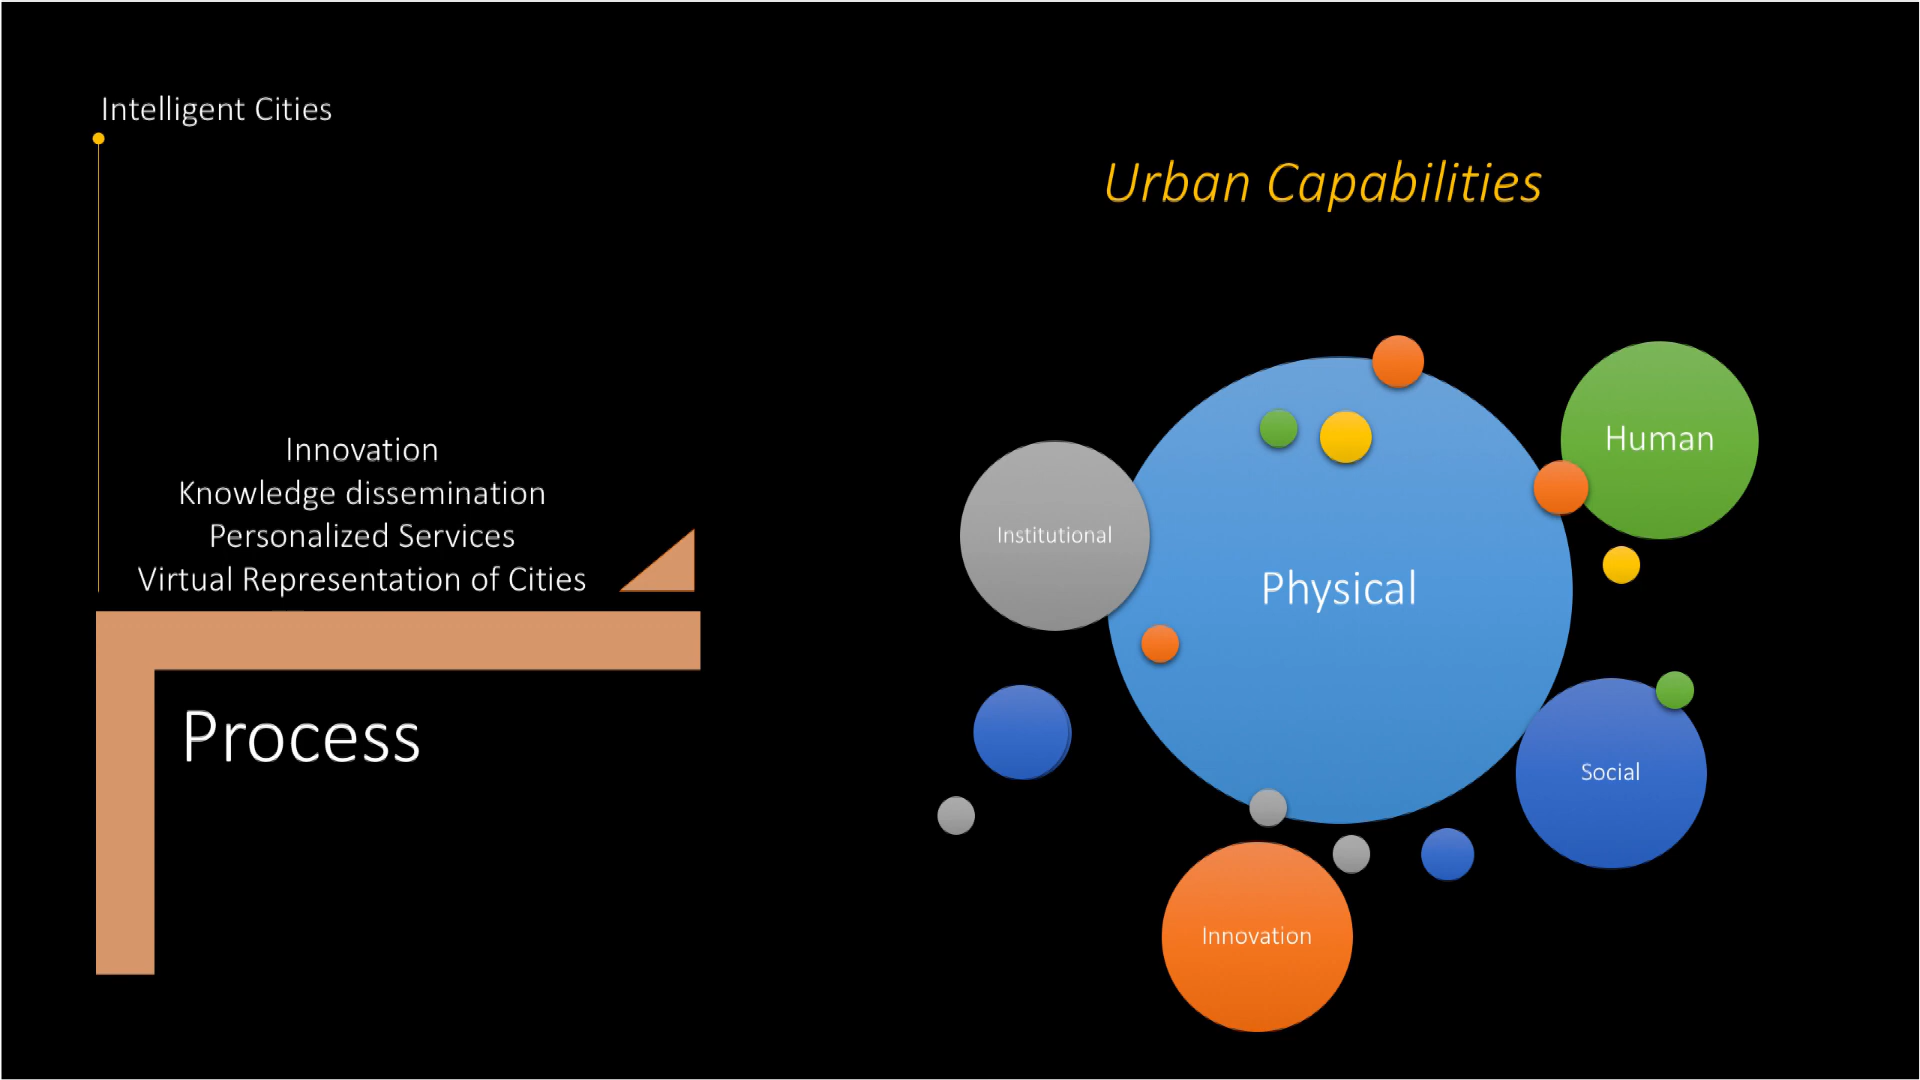 Intelligent Cities
Urban Capabilities
Innovation
Knowledge dissemination
Personalized Services
Virtual Representation of Cities
Process
Human
Institutional
Physical
Social
Innovation